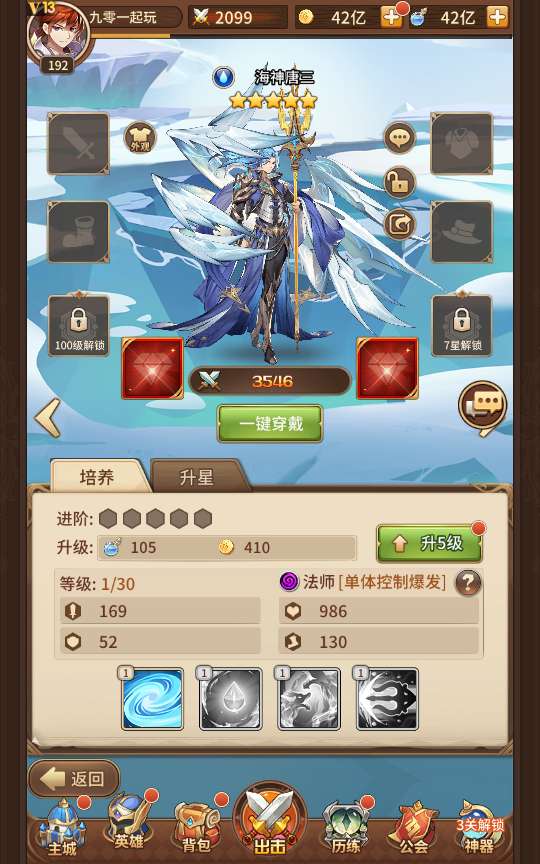 V13
九零一起玩
2099
42亿
42亿
192
海神唐三
外观
100级解锁
7星解锁
3546
一键穿戴
培养
升星
进阶:
升级:
105
410
升5级
等级: 1/30
法师 [单体控制爆发]
?
169
986
52
130
1
1
1
1
返回
主城
英雄
背包
出击
历练
公会
3关解锁
神器